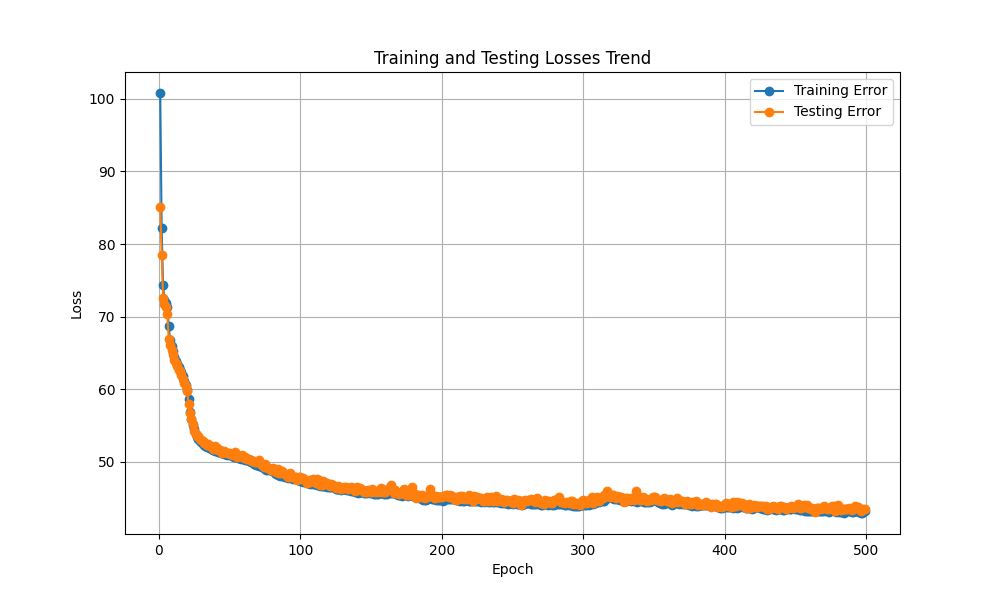 Training and Testing Losses Trend
Training Error
Testing Error
Loss
100
90
80
70
60
50
0 100 200 300 400 500
Epoch